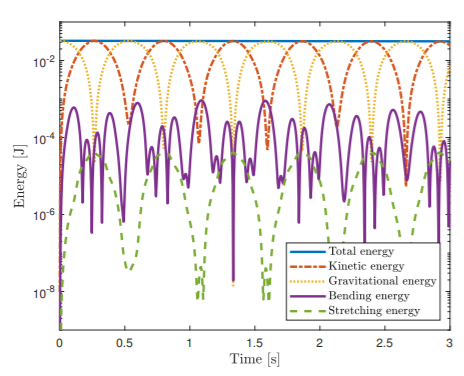 Energy [J]
10^-2
10^-4
10^-6
10^-8
Total energy
Kinetic energy
Gravitational energy
Bending energy
Stretching energy
0 0.5 1 1.5 2 2.5 3
Time [s]